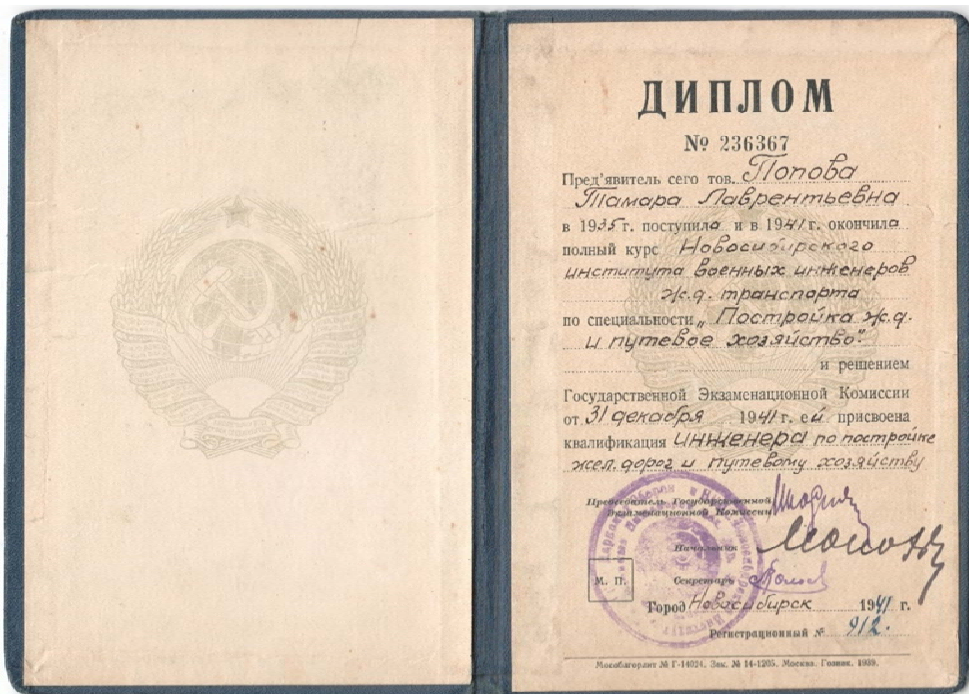 ДИПЛОМ
№ 236367
Пред'явитель сего тов. Попова
Тамара Лаврентьевна
в 1935 г. поступила и в 1941 г. окончила
полный курс Новосибирского
института военных инженеров
ж.д. транспорта
по специальности „Постройка ж.д.
и путевое хозяйство".
и решением
Государственной Экзаменационной Комиссии
от 31 декабря 1941 г. ей присвоена
квалификация инженера по постройке
жел. дорог и путевому хозяйству
Председатель Государственной
Экзаменационной Комиссии
Начальник
М. П.
Секретарь
Город Новосибирск 1941 г.
Регистрационный № 912.
Мособлгорлит № Г-14024. Зак. № 14-1205. Москва. Гознак. 1939.